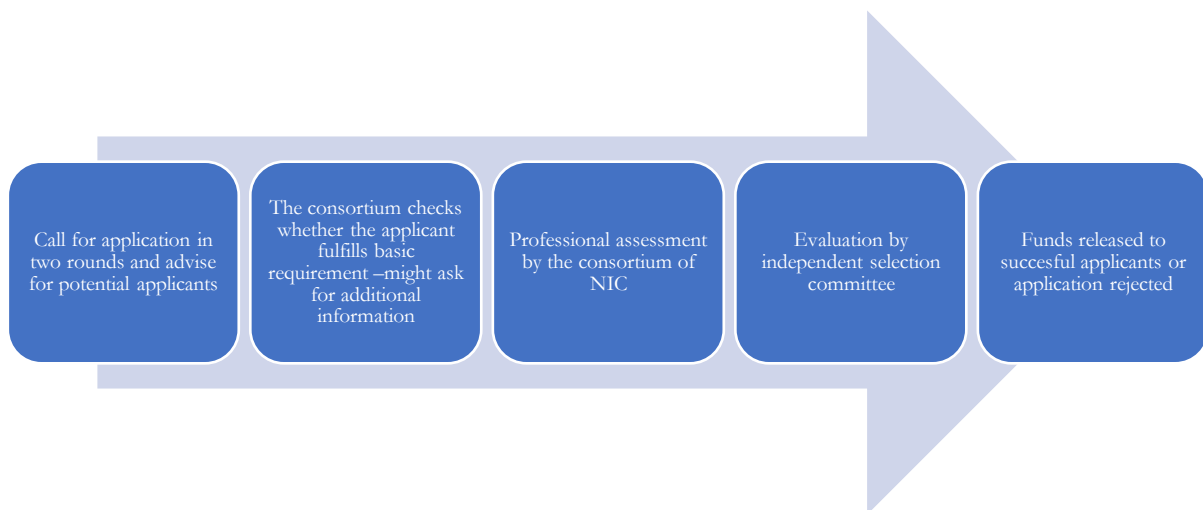 Call for application in
two rounds and advise
for potential applicants
The consortium checks
whether the applicant
fulfills basic
requirement –might ask
for additional
information
Professional assessment
by the consortium of
NIC
Evaluation by
independent selection
committee
Funds released to
succesful applicants or
application rejected